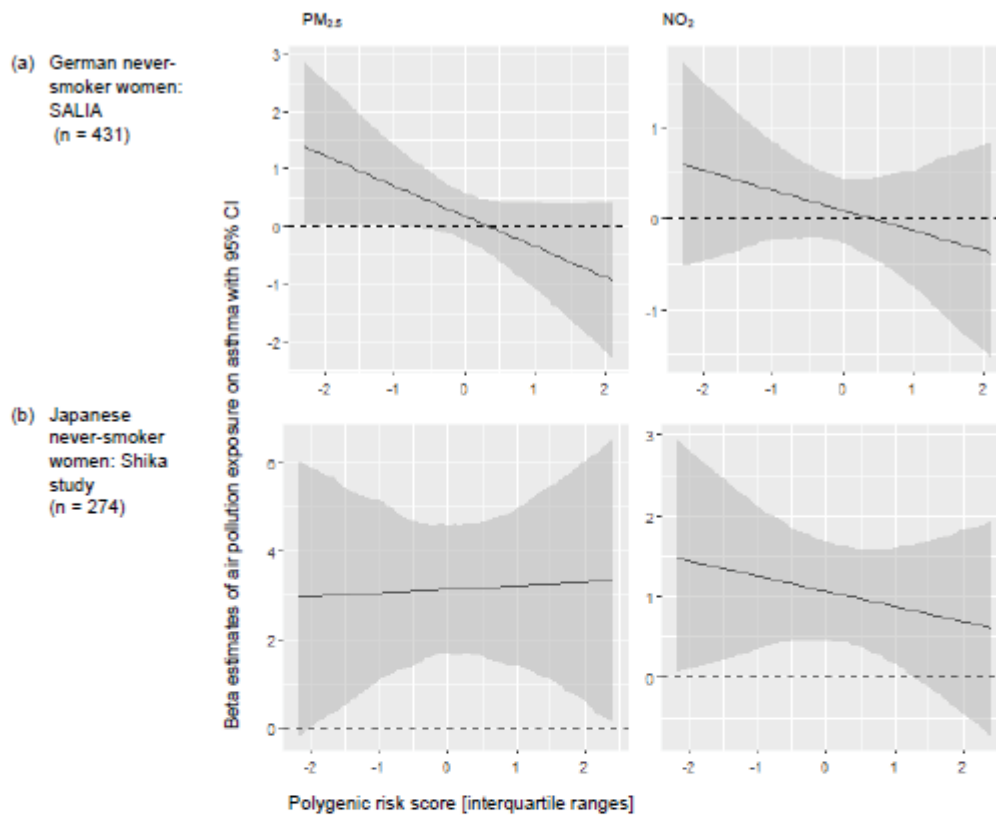 PM₂.₅
NO₂
(a) German never-
smoker women:
SALIA
(n = 431)
3
2
1
0
-1
-2
-2 -1 0 1 2
1
0
-1
-2 -1 0 1 2
Beta estimates of air pollution exposure on asthma with 95% CI
(b) Japanese
never-smoker
women: Shika
study
(n = 274)
6
4
2
0
-2 -1 0 1 2
3
2
1
0
-2 -1 0 1 2
Polygenic risk score [interquartile ranges]